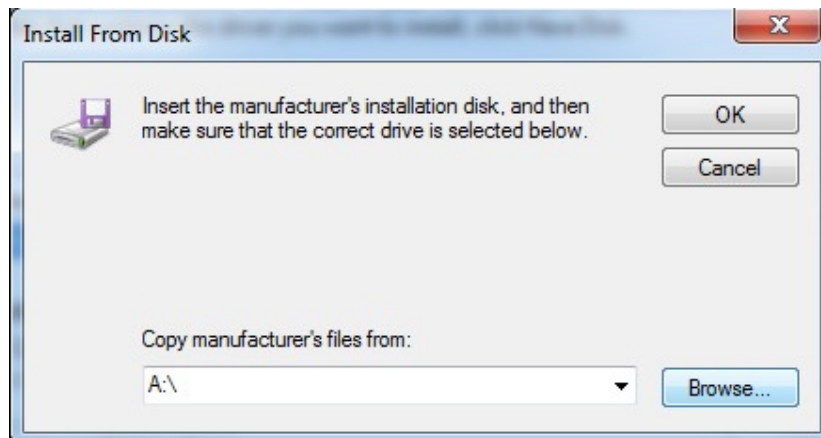 Install From Disk
Insert the manufacturer's installation disk, and then
make sure that the correct drive is selected below.
OK
Cancel
Copy manufacturer's files from:
A:\
Browse...